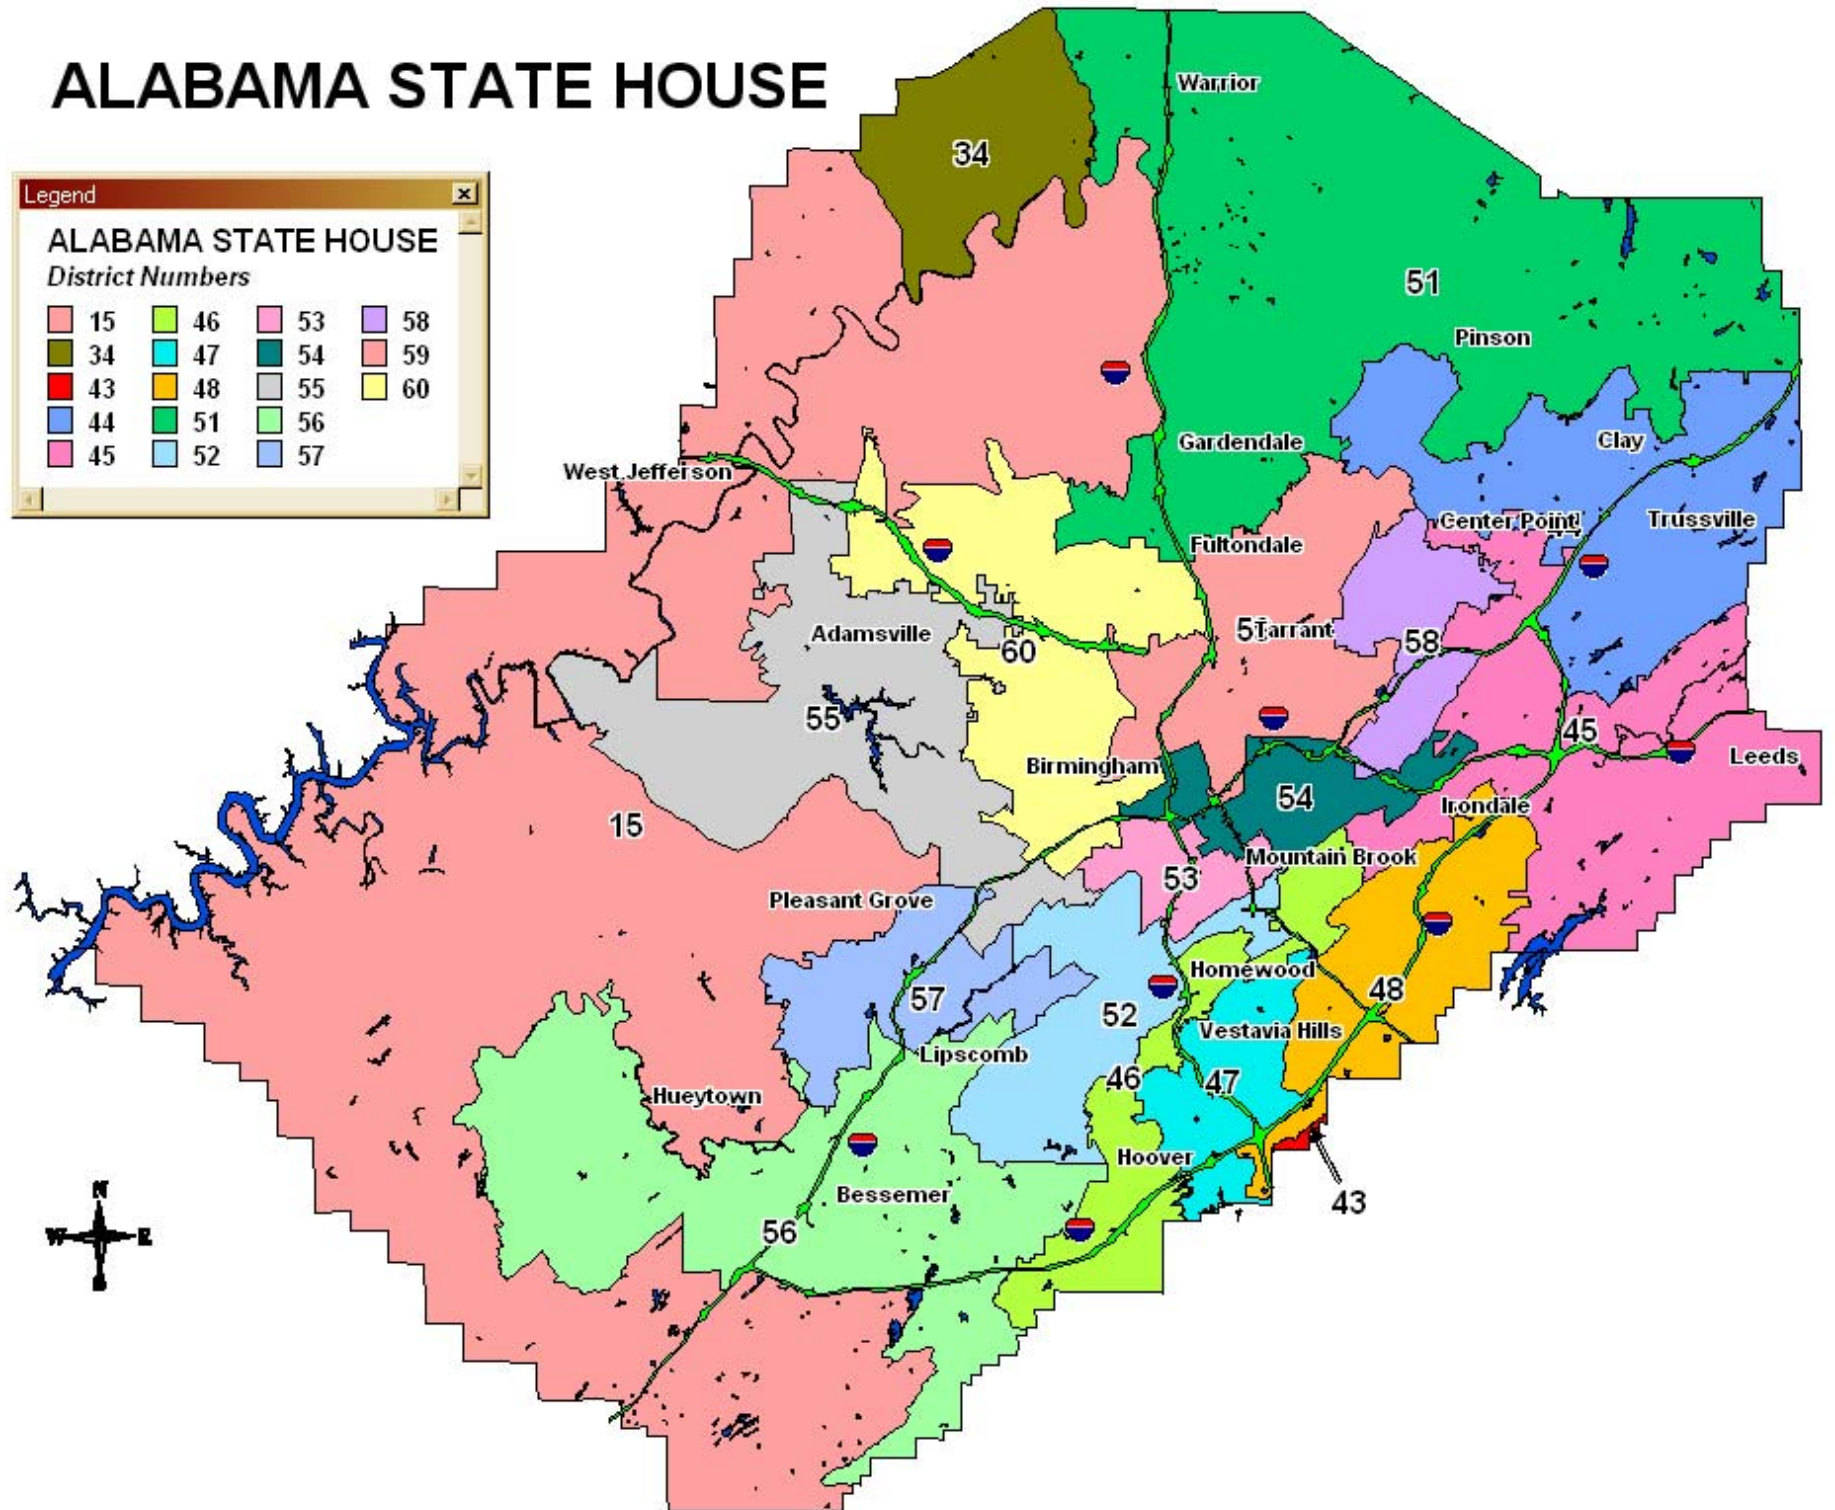 ALABAMA STATE HOUSE
Legend
ALABAMA STATE HOUSE
District Numbers
15 46 53 58
34 47 54 59
43 48 55 60
44 51 56
45 52 57
Warrior
34
51
Pinson
Gardendale
Clay
West Jefferson
Center Point
Trussville
Fultondale
Adamsville
Tarrant
58
60
55
45
Leeds
Birmingham
54
Irondale
15
Mountain Brook
53
Pleasant Grove
Homewood
57
48
52
Vestavia Hills
Lipscomb
46
47
Hueytown
Hoover
Bessemer
43
56
N
W E
S